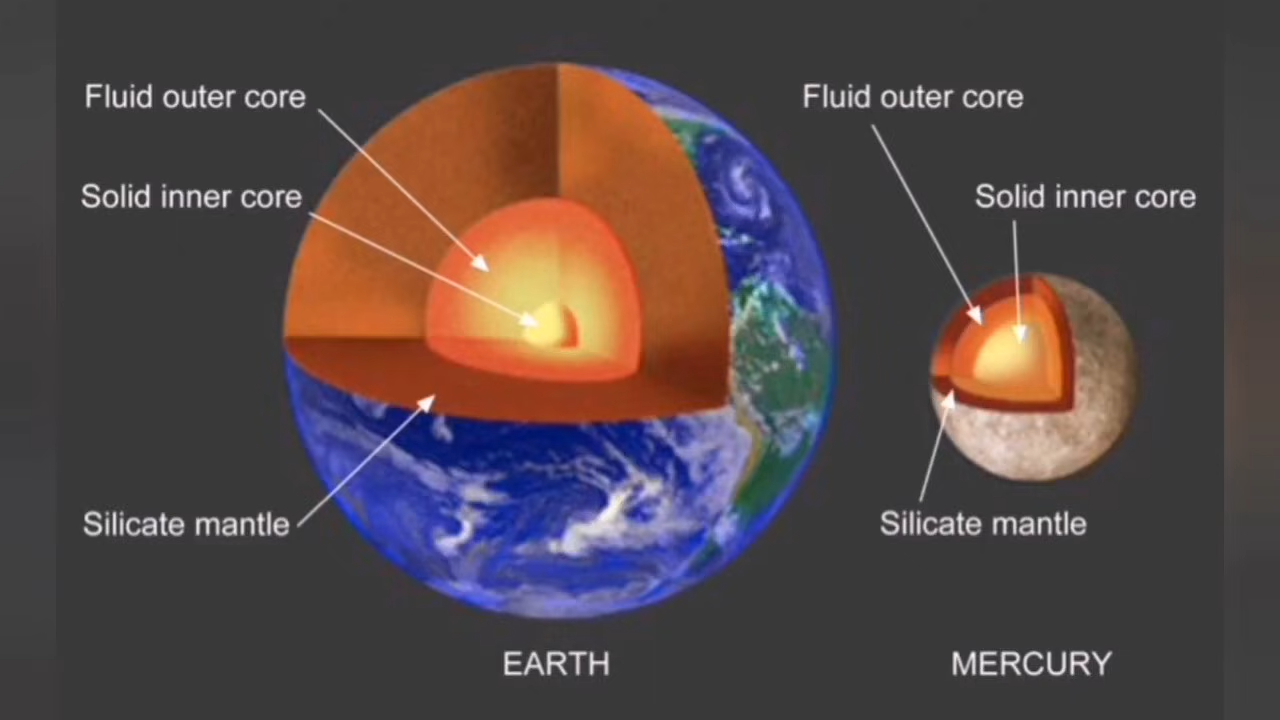 Fluid outer core
Solid inner core
Silicate mantle
EARTH
Fluid outer core
Solid inner core
Silicate mantle
MERCURY